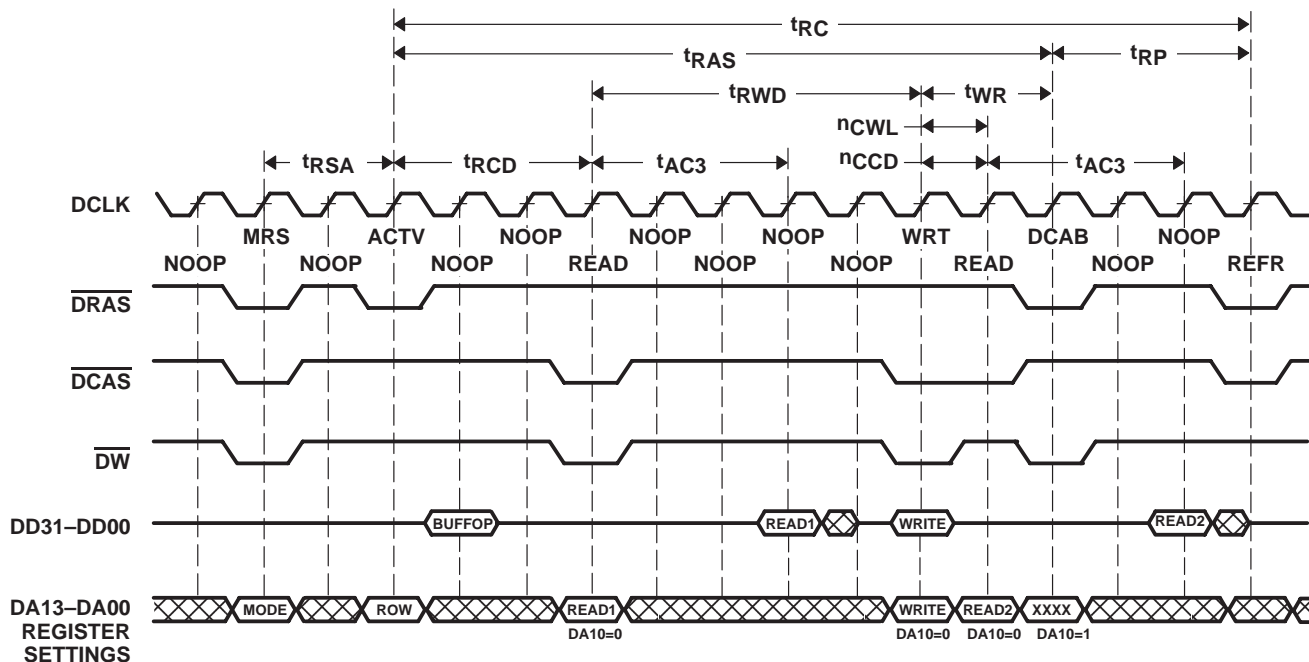 tRC
tRAS tRP
tRWD tWR
nCWL
tRSA tRCD tAC3 nCCD tAC3
DCLK
MRS ACTV NOOP NOOP NOOP WRT DCAB NOOP
NOOP NOOP NOOP READ NOOP NOOP READ NOOP REFR
DRAS
DCAS
DW
DD31–DD00 BUFFOP READ1 WRITE READ2
DA13–DA00 MODE ROW READ1 WRITE READ2 XXXX
REGISTER DA10=0 DA10=0 DA10=0 DA10=1
SETTINGS